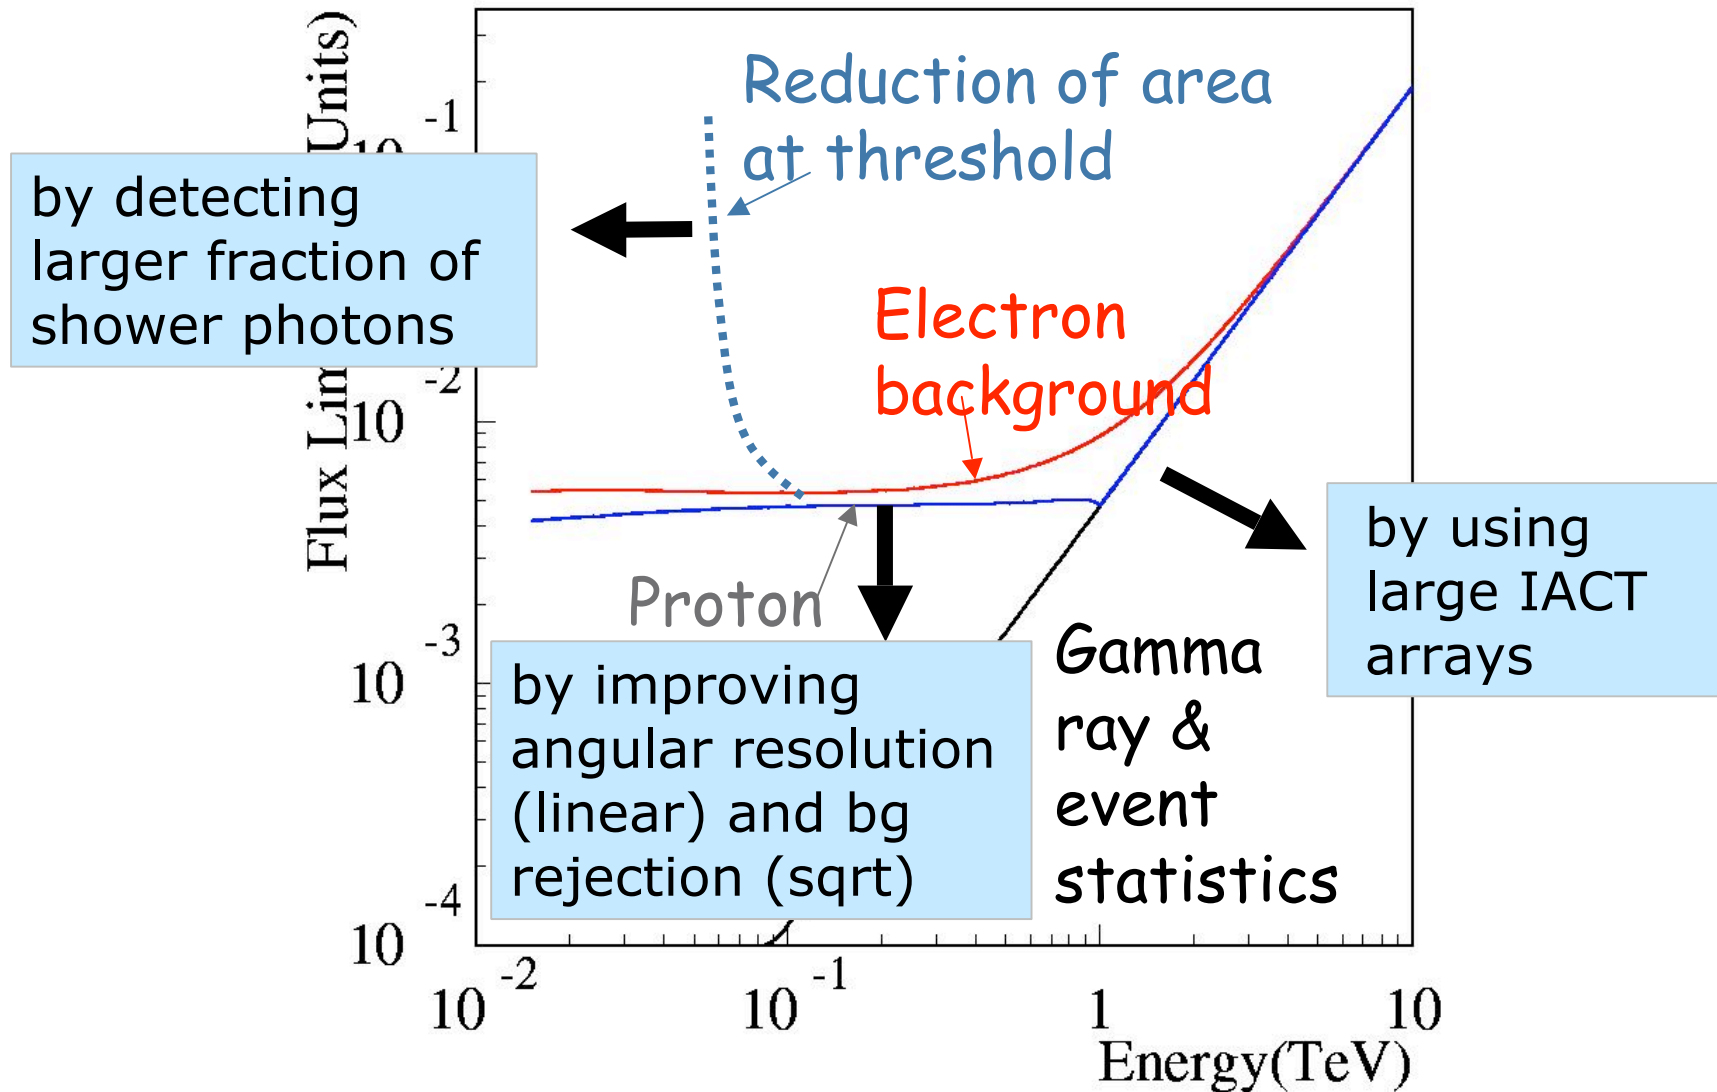 Reduction of area
at threshold
by detecting
larger fraction of
shower photons
Electron
background
Proton
by improving
angular resolution
(linear) and bg
rejection (sqrt)
Gamma
ray &
event
statistics
by using
large IACT
arrays
Flux
Units)
10 -1
10 -2
10 -3
10 -4
10 -2
10 -1
1
10
Energy(TeV)